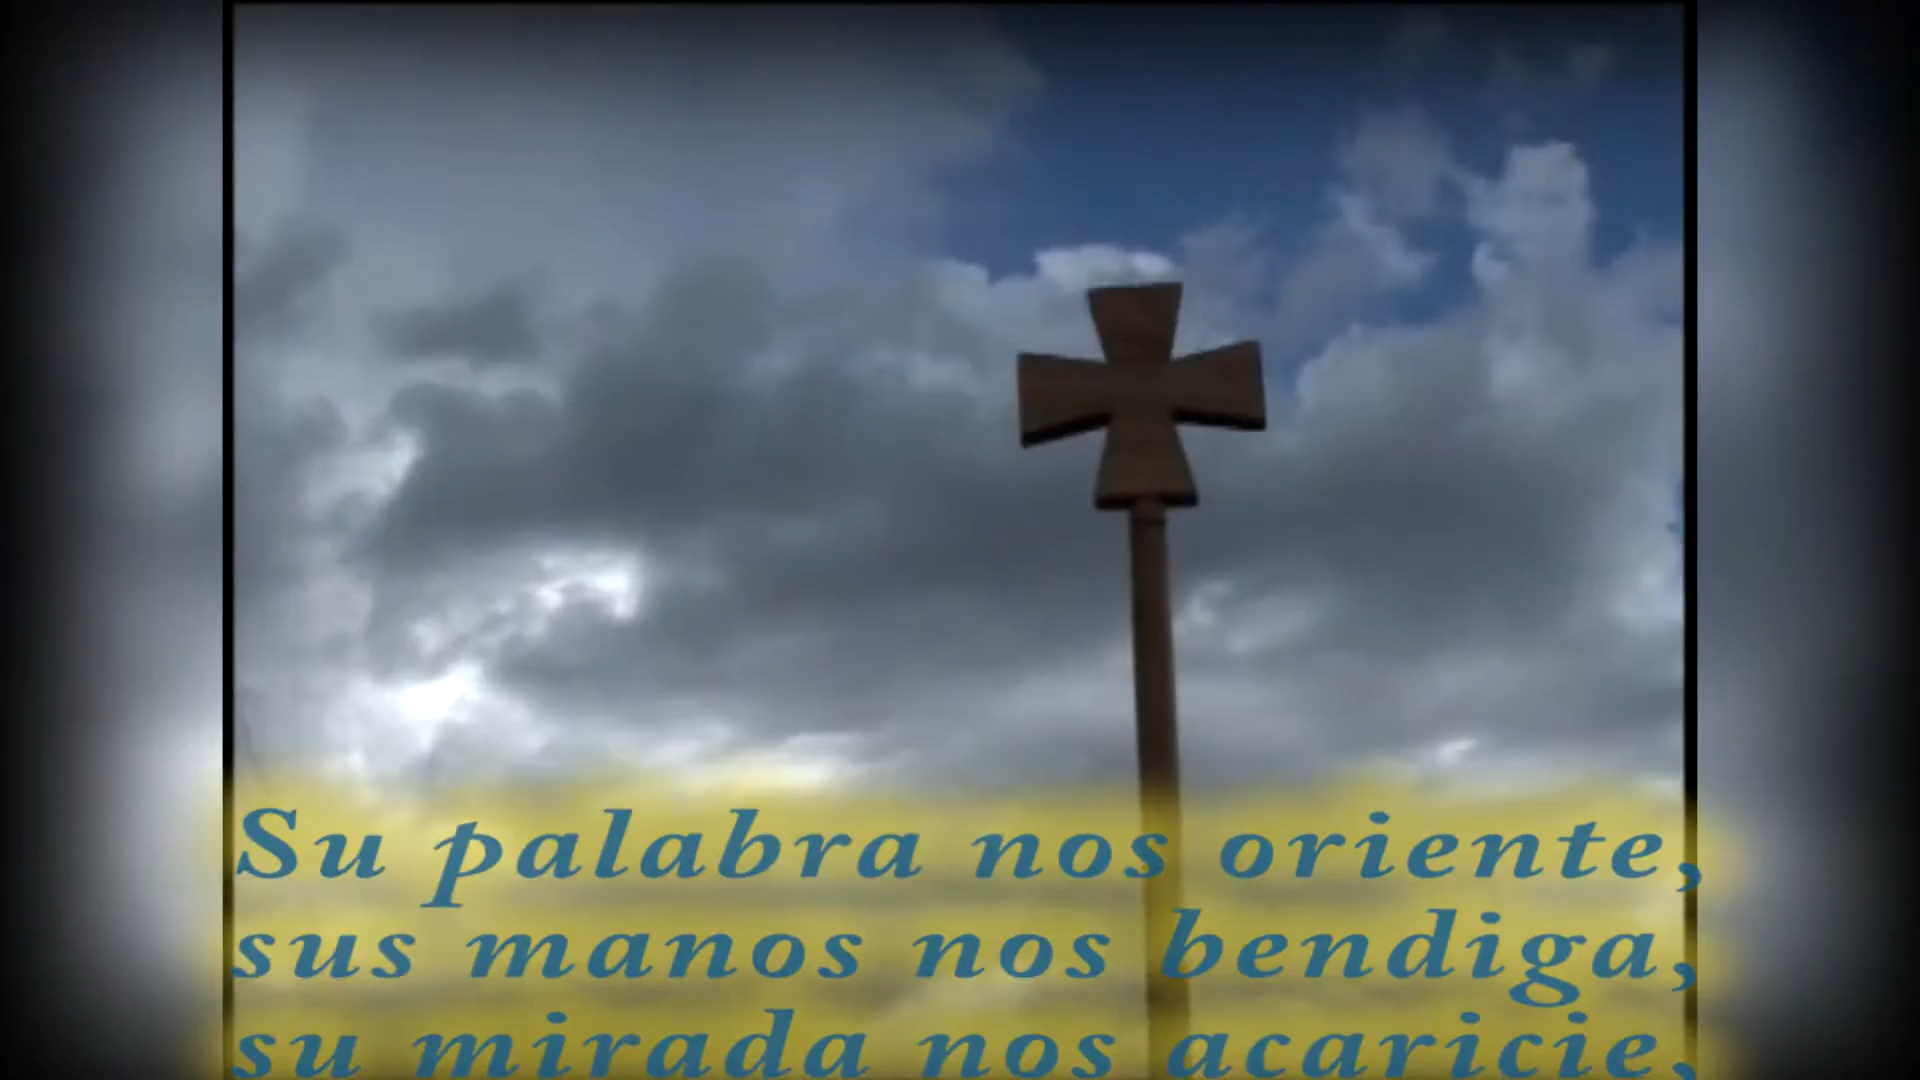 Su palabra nos oriente,
sus manos nos bendiga,
su mirada nos acaricie,